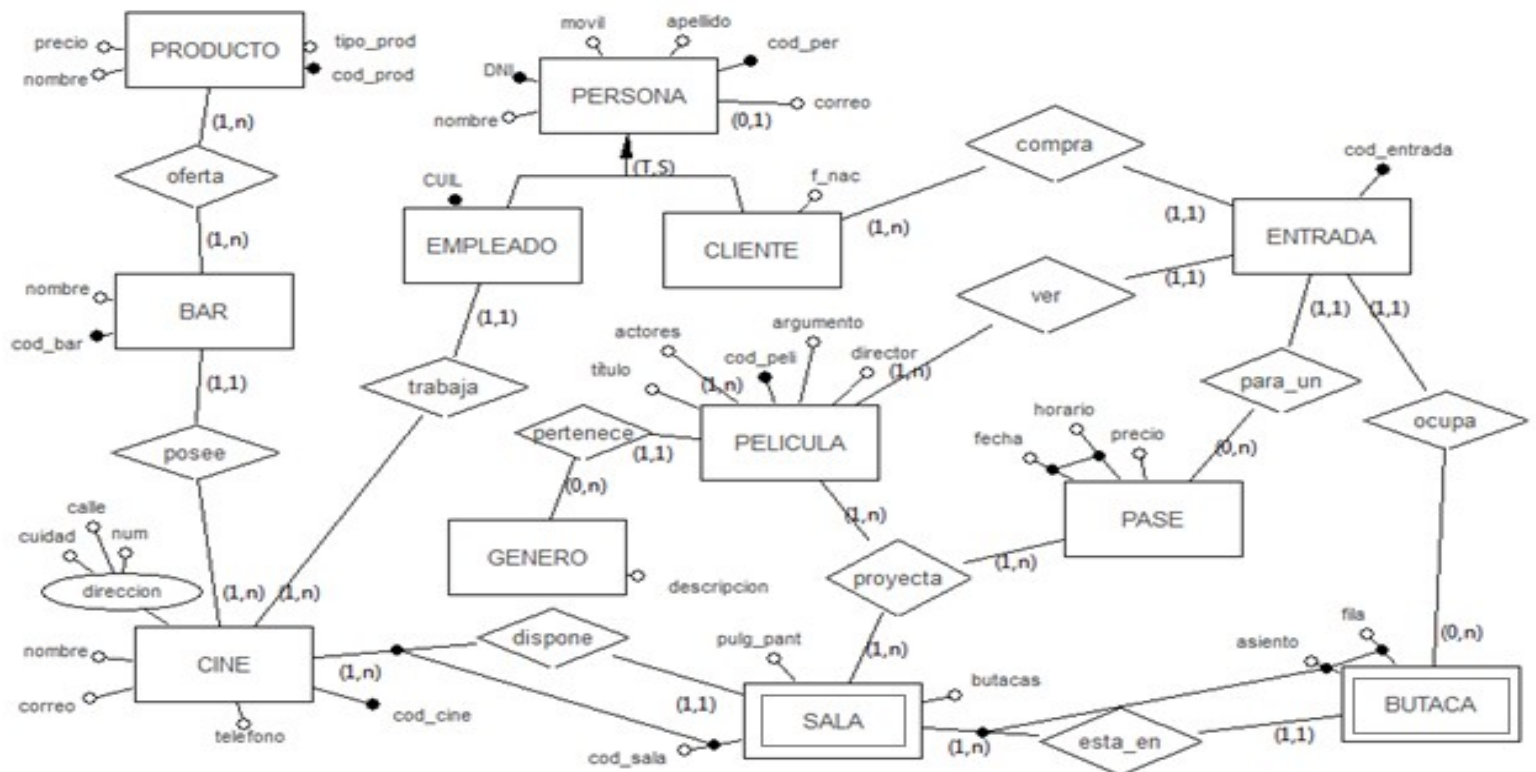 movil
apellido
precio
PRODUCTO
tipo_prod
cod_per
nombre
cod_prod
DNI
PERSONA
correo
nombre
(0,1)
(1,n)
compra
cod_entrada
oferta
(T,S)
CUIL
f_nac
(1,n)
EMPLEADO
CLIENTE
(1,n)
(1,1)
ENTRADA
nombre
BAR
ver
(1,1)
cod_bar
(1,1)
actores
argumento
(1,1)
(1,1)
cod_peli
director
(1,1)
trabaja
título
(1,n)
(1,n)
para_un
horario
pertenece
PELICULA
fecha
precio
ocupa
posee
(1,1)
(0,n)
(0,n)
calle
(1,n)
PASE
cuidad
num
GENERO
direccion
(1,n)
(1,n)
descripcion
proyecta
(1,n)
dispone
pulg_pant
fila
nombre
CINE
(1,n)
(1,n)
asiento
(0,n)
correo
cod_cine
(1,1)
SALA
butacas
BUTACA
telefono
cod_sala
(1,n)
esta_en
(1,1)